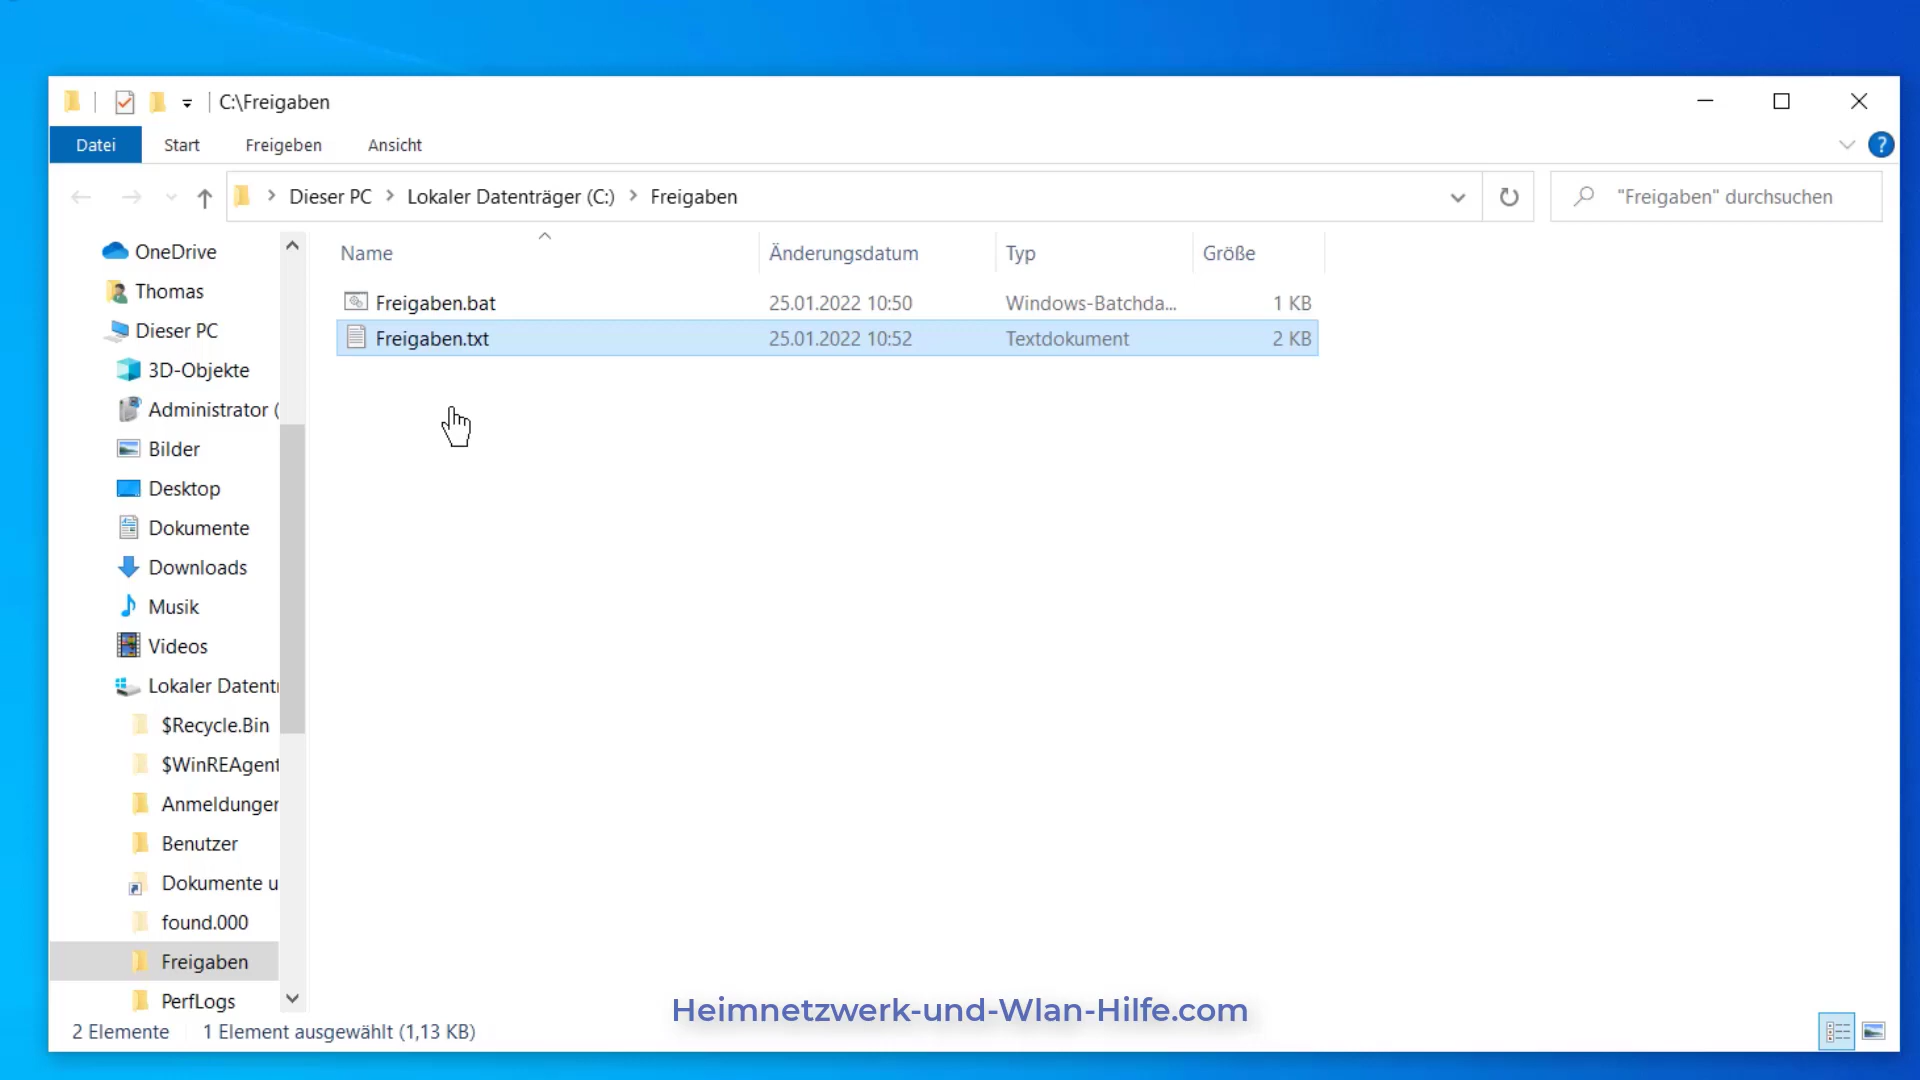 C:\Freigaben
Datei Start Freigeben Ansicht
?
Dieser PC Lokaler Datenträger (C:) Freigaben
"Freigaben" durchsuchen
OneDrive
Thomas
Dieser PC
3D-Objekte
Administrator (
Bilder
Desktop
Dokumente
Downloads
Musik
Videos
Lokaler Datent
$Recycle.Bin
$WinREAgent
Anmeldungen
Benutzer
Dokumente u
found.000
Freigaben
PerfLogs
Name Änderungsdatum Typ Größe
Freigaben.bat 25.01.2022 10:50 Windows-Batchda... 1 KB
Freigaben.txt 25.01.2022 10:52 Textdokument 2 KB
Heimnetzwerk-und-Wlan-Hilfe.com
2 Elemente 1 Element ausgewählt (1,13 KB)